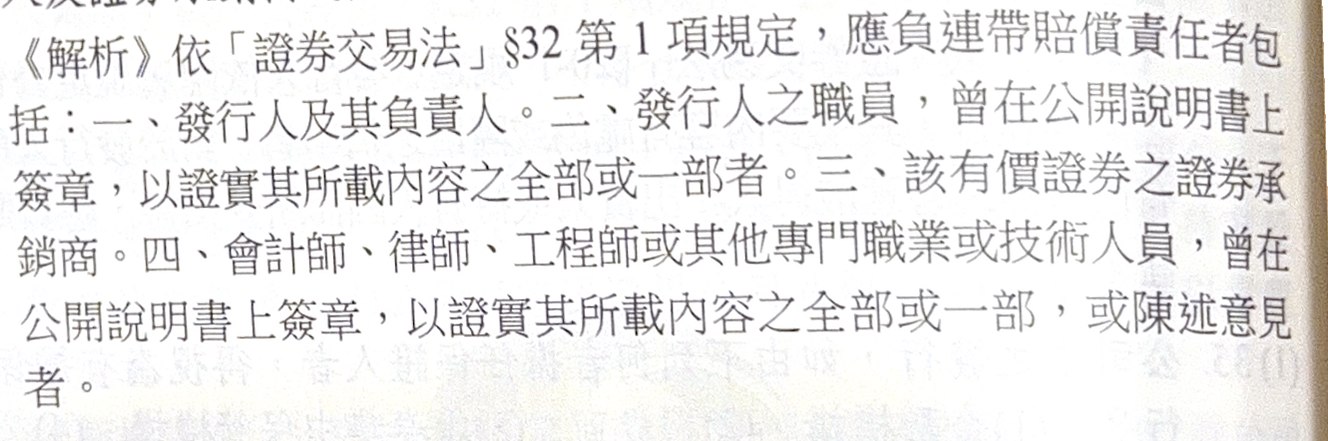 《解析》依「證券交易法」§32 第 1 項規定，應負連帶賠償責任者包
括：一、發行人及其負責人。二、發行人之職員，曾在公開說明書上
簽章，以證實其所載內容之全部或一部者。三、該有價證券之證券承
銷商。四、會計師、律師、工程師或其他專門職業或技術人員，曾在
公開說明書上簽章，以證實其所載內容之全部或一部，或陳述意見
者。